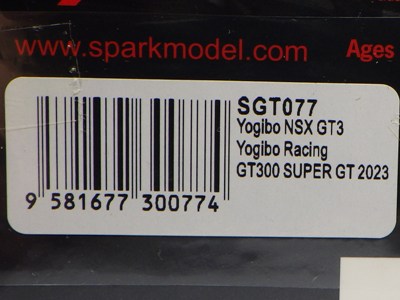 www.sparkmodel.com Ages
SGT077
Yogibo NSX GT3
Yogibo Racing
GT300 SUPER GT 2023
9 581677 300774